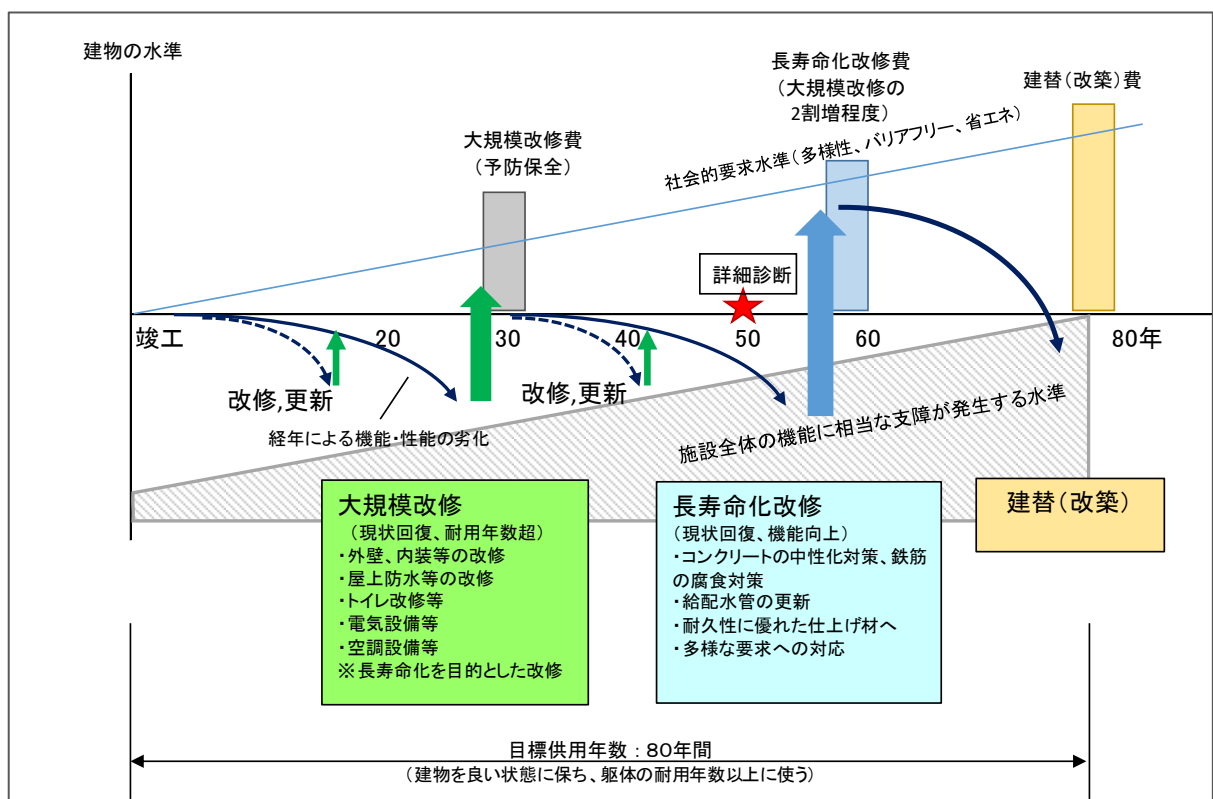 建物の水準
長寿命化改修費
（大規模改修の
2割増程度）
建替（改築）費
大規模改修費
（予防保全）
社会的要求水準（多様性、バリアフリー、省エネ）
詳細診断
竣工
20
30
40
50
60
80年
改修,更新
改修,更新
経年による機能・性能の劣化
施設全体の機能に相当な支障が発生する水準
大規模改修
（現状回復、耐用年数超）
・外壁、内装等の改修
・屋上防水等の改修
・トイレ改修等
・電気設備等
・空調設備等
※長寿命化を目的とした改修
長寿命化改修
（現状回復、機能向上）
・コンクリートの中性化対策、鉄筋
の腐食対策
・給配水管の更新
・耐久性に優れた仕上げ材へ
・多様な要求への対応
建替（改築）
目標供用年数：80年間
（建物を良い状態に保ち、躯体の耐用年数以上に使う）